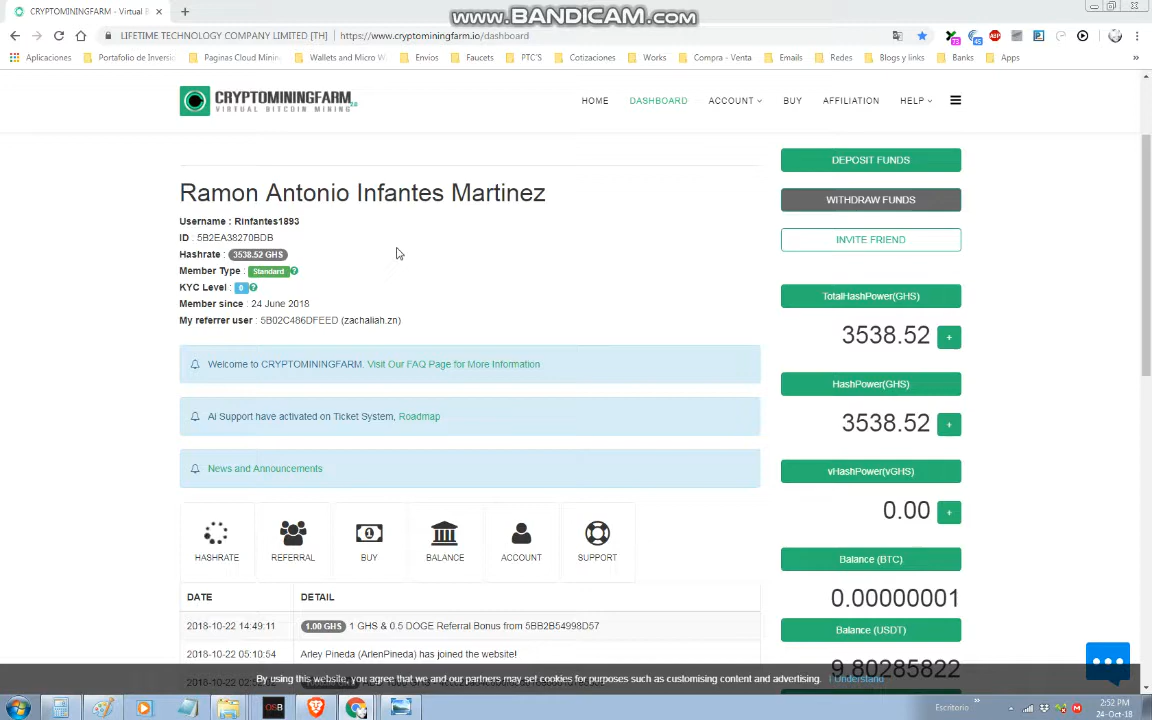 CRYPTOMININGFARM - Virtual
WWW.BANDICAM.COM
LIFETIME TECHNOLOGY COMPANY LIMITED [TH]
https://www.cryptominingfarm.io/dashboard
73
45
ABP
Aplicaciones
Portafolio de Inversio
Paginas Cloud Minin
Wallets and Micro W
Envios
Faucets
PTC'S
Cotizaciones
Works
Compra - Venta
Emails
Redes
Blogs y links
Banks
Apps
»
CRYPTOMININGFARM
VIRTUAL BITCOIN MINING
HOME
DASHBOARD
ACCOUNT
BUY
AFFILIATION
HELP
Ramon Antonio Infantes Martinez
Username : Rinfantes1893
ID : 5B2EA38270BDB
Hashrate : 3538.52 GHS
Member Type : Standard ?
KYC Level : 0 ?
Member since : 24 June 2018
My referrer user : 5B02C486DFEED (zachaliah.zn)
Welcome to CRYPTOMININGFARM. Visit Our FAQ Page for More Information
Ai Support have activated on Ticket System, Roadmap
News and Announcements
HASHRATE
REFERRAL
BUY
BALANCE
ACCOUNT
SUPPORT
DATE DETAIL
2018-10-22 14:49:11 1.00 GHS 1 GHS & 0.5 DOGE Referral Bonus from 5BB2B54998D57
2018-10-22 05:10:54 Arley Pineda (ArlenPineda) has joined the website!
DEPOSIT FUNDS
WITHDRAW FUNDS
INVITE FRIEND
TotalHashPower(GHS)
3538.52 +
HashPower(GHS)
3538.52 +
vHashPower(vGHS)
0.00 +
Balance (BTC)
0.00000001
Balance (USDT)
9.80285822
By using this website, you agree that we and our partners may set cookies for purposes such as customising content and advertising. I Understand
OSB
Escritorio
»
2:52 PM
24-Oct-18